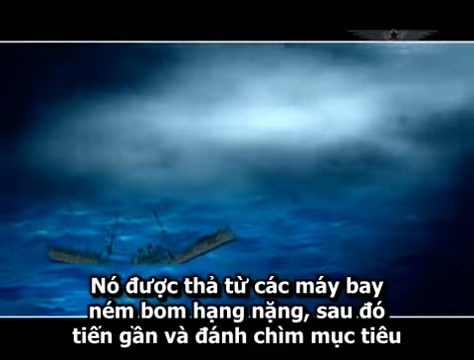 Nó được thả từ các máy bay
ném bom hạng nặng, sau đó
tiến gần và đánh chìm mục tiêu